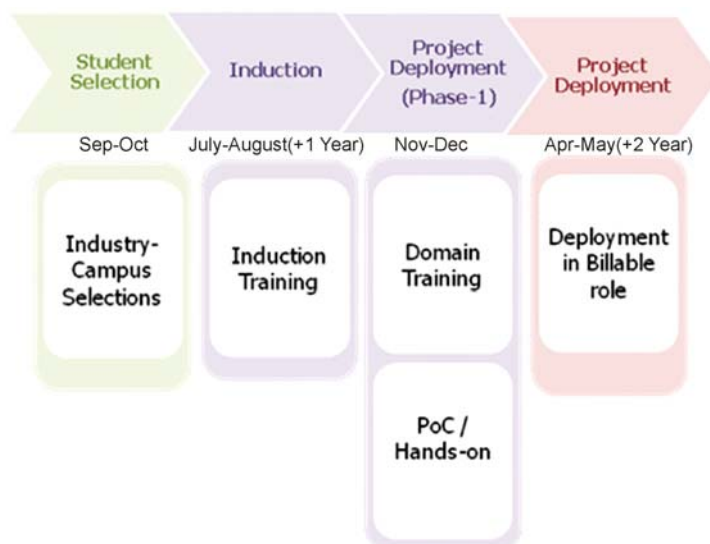 Student
Selection
Induction
Project
Deployment
(Phase-1)
Project
Deployment
Sep-Oct
July-August(+1 Year)
Nov-Dec
Apr-May(+2 Year)
Industry-
Campus
Selections
Induction
Training
Domain
Training
Deployment
in Billable
role
PoC /
Hands-on